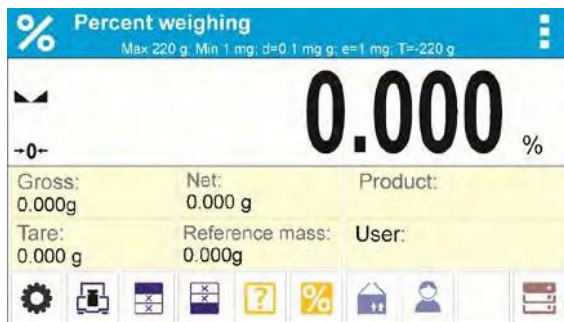 % Percent weighing
Max 220 g: Min 1 mg: d=0.1 mg g; e=1 mg: T=-220 g
→0←
0.000 %
Gross:
0.000g
Net:
0.000 g
Product:
Tare:
0.000 g
Reference mass:
0.000g
User:
? %